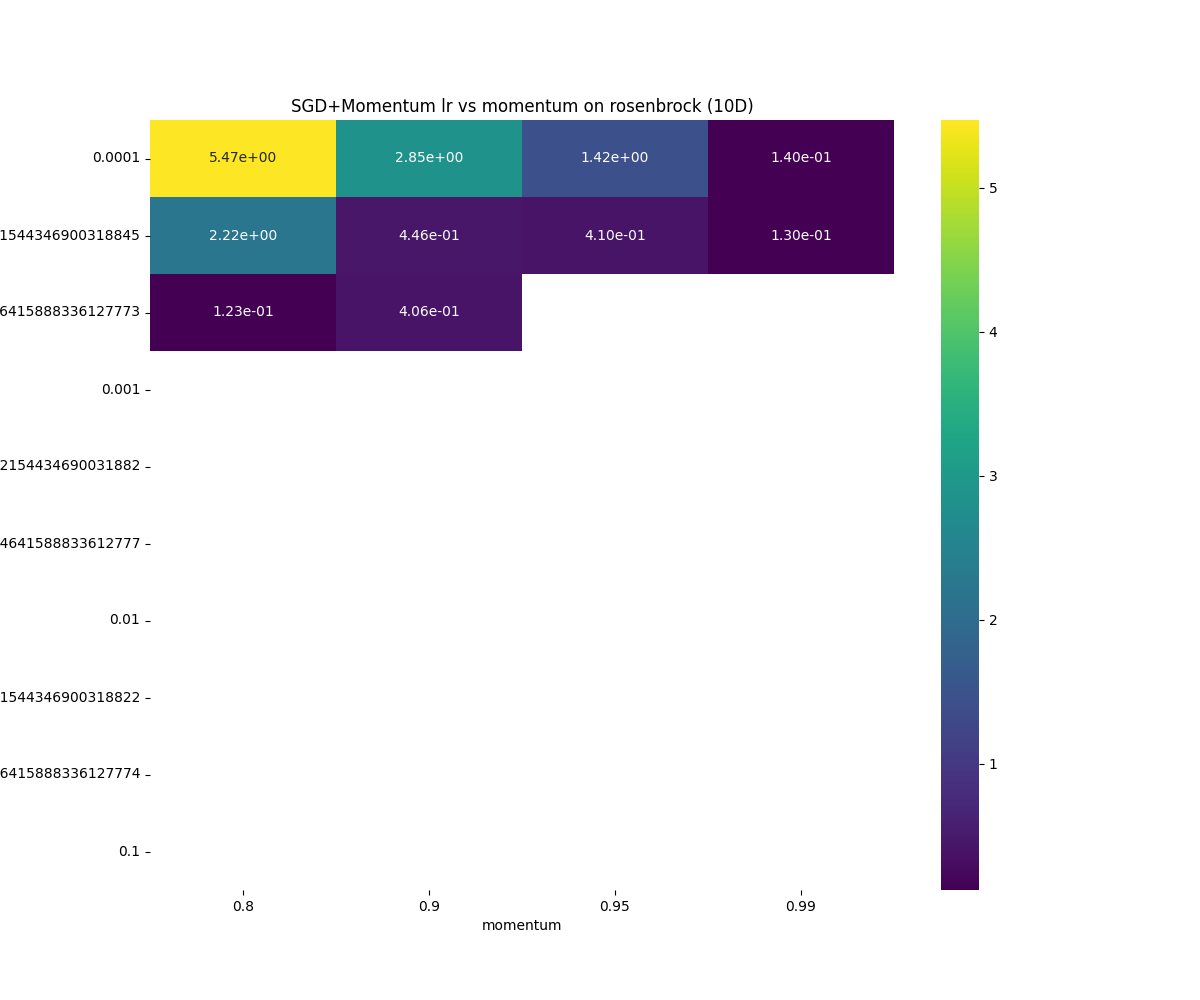 SGD+Momentum lr vs momentum on rosenbrock (10D)
0.0001 5.47e+00 2.85e+00 1.42e+00 1.40e-01
1544346900318845 2.22e+00 4.46e-01 4.10e-01 1.30e-01
6415888336127773 1.23e-01 4.06e-01
0.001
2154434690031882
4641588833612777
0.01
1544346900318822
6415888336127774
0.1
0.8 0.9 0.95 0.99
momentum
5
4
3
2
1